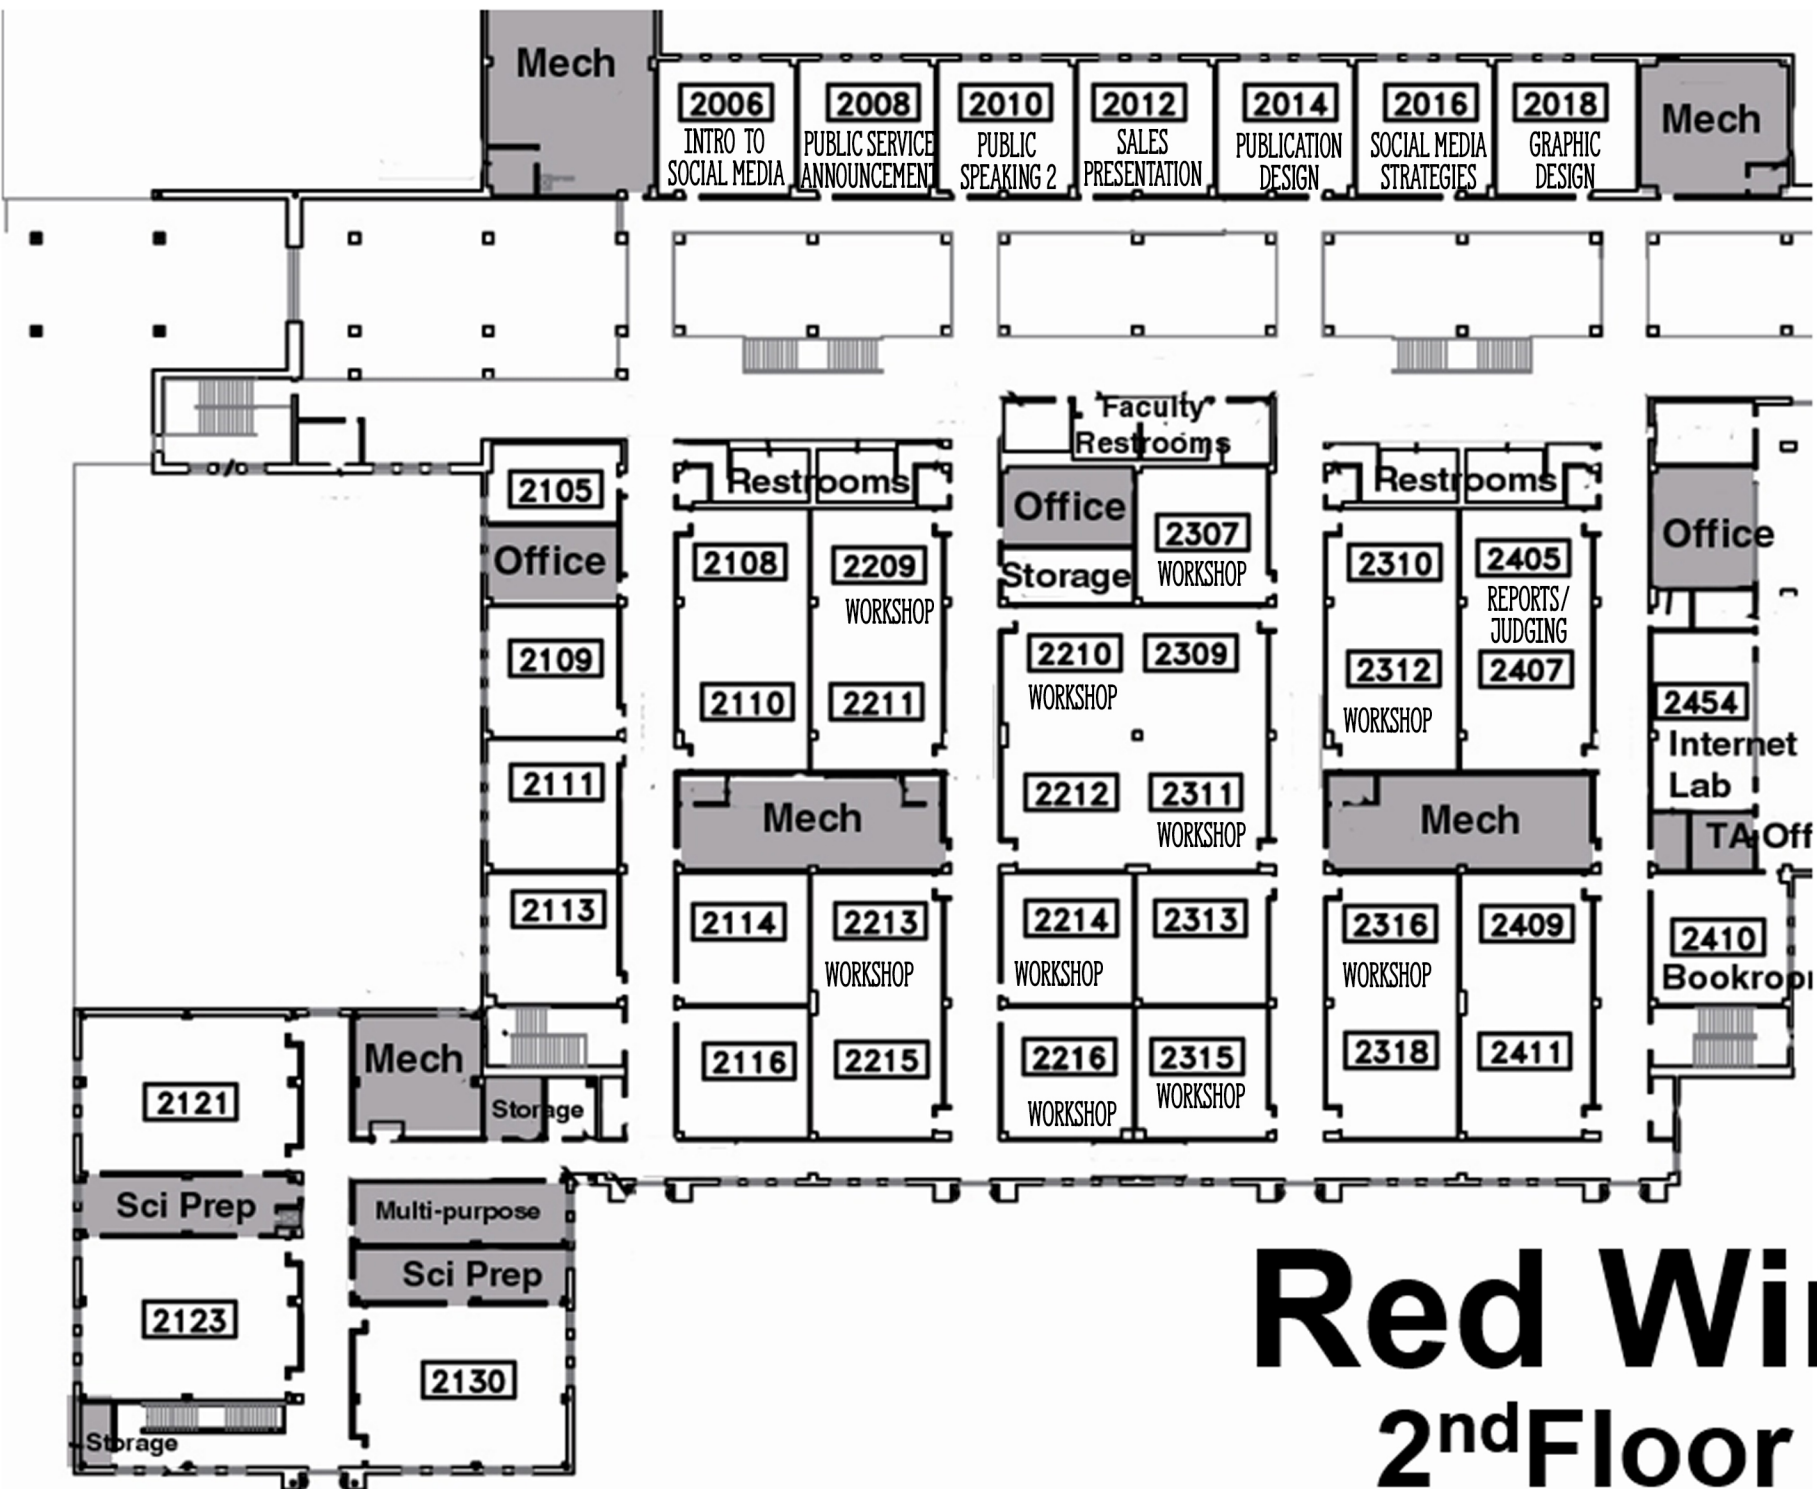 Mech
2006
INTRO TO
SOCIAL MEDIA
2008
PUBLIC SERVICE
ANNOUNCEMENT
2010
PUBLIC
SPEAKING 2
2012
SALES
PRESENTATION
2014
PUBLICATION
DESIGN
2016
SOCIAL MEDIA
STRATEGIES
2018
GRAPHIC
DESIGN
Mech
Faculty
Restrooms
2105
Office
2109
2111
2113
Restrooms
2108
2110
2209
WORKSHOP
2211
Mech
2114
2116
2213
WORKSHOP
2215
Office
Storage
2307
WORKSHOP
2210
WORKSHOP
2309
2212
2311
WORKSHOP
2214
WORKSHOP
2313
2216
WORKSHOP
2315
WORKSHOP
Restrooms
2310
2312
WORKSHOP
2405
REPORTS/
JUDGING
2407
Mech
2316
WORKSHOP
2318
2409
2411
Office
2454
Internet
Lab
TA Off
2410
Bookroo
Mech
Storage
2121
Sci Prep
2123
Storage
Multi-purpose
Sci Prep
2130
Red Wi
2nd Floor